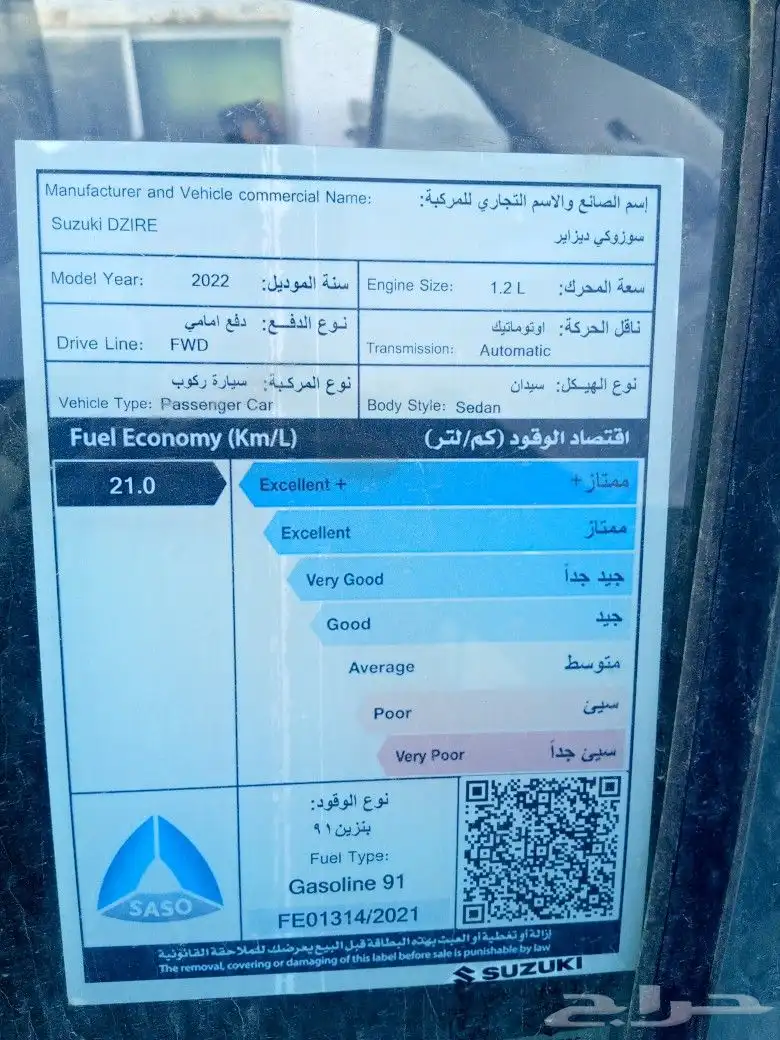 Manufacturer and Vehicle commercial Name: إسم الصانع والاسم التجاري للمركبة:
Suzuki DZIRE سوزوكي ديزاير
Model Year: 2022 سنة الموديل:
Engine Size: 1.2 L سعة المحرك:
نوع الدفع: دفع امامي
Drive Line: FWD
ناقل الحركة: اوتوماتيك
Transmission: Automatic
نوع المركبة: سيارة ركوب
Vehicle Type: Passenger Car
نوع الهيكل: سيدان
Body Style: Sedan
Fuel Economy (Km/L) اقتصاد الوقود (كم/لتر)
21.0
Excellent + ممتاز+
Excellent ممتاز
Very Good جيد جداً
Good جيد
Average متوسط
Poor سيئ
Very Poor سيئ جداً
SASO
نوع الوقود:
بنزين ٩١
Fuel Type:
Gasoline 91
FE01314/2021
إزالة أو تغطية أو العبث بهذه البطاقة قبل البيع يعرضك للملاحقة القانونية
The removal, covering or damaging of this label before sale is punishable by law
SUZUKI
حراج